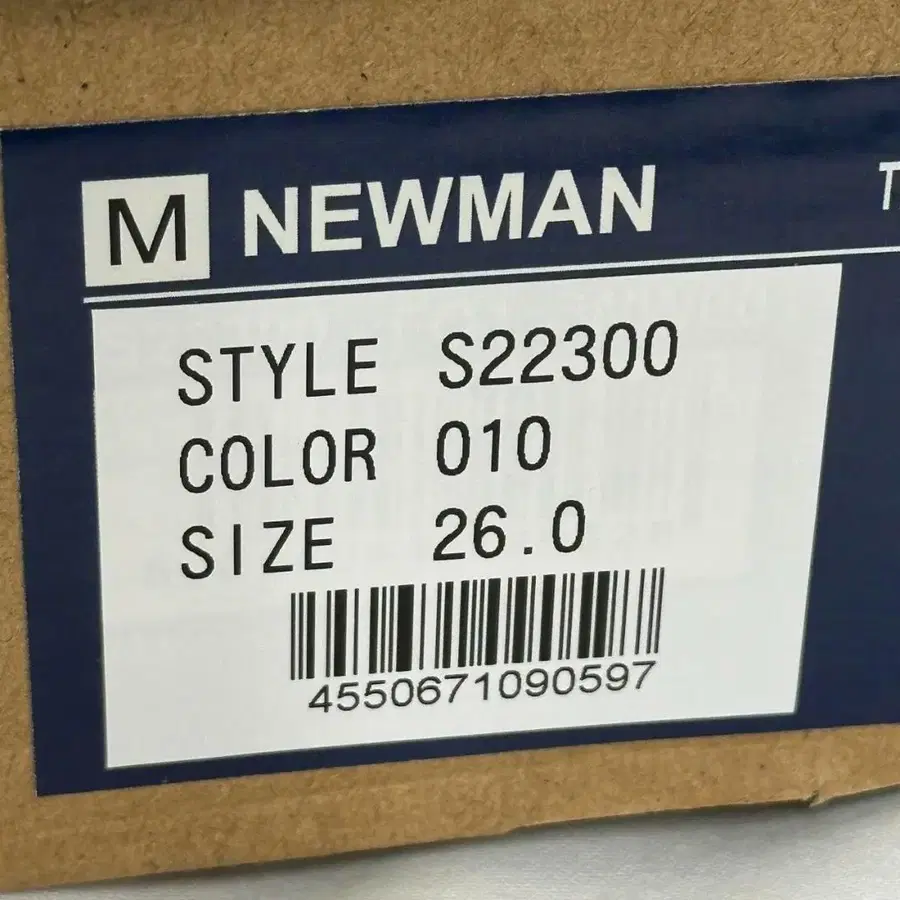 M NEWMAN
T
STYLE S22300
COLOR 010
SIZE 26.0
4550671090597